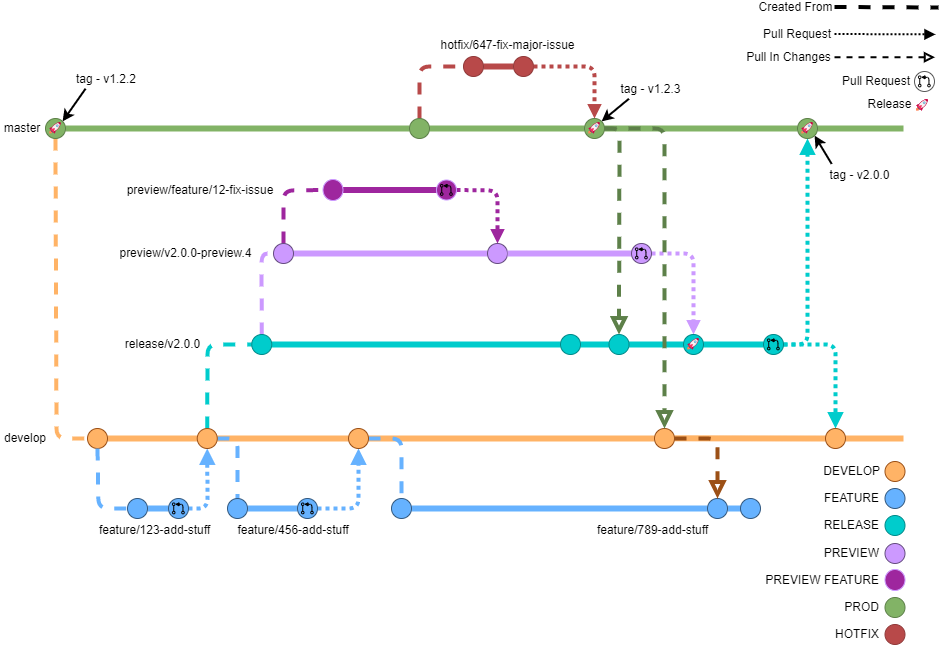 Created From
Pull Request
hotfix/647-fix-major-issue
Pull In Changes
tag - v1.2.2
Pull Request
tag - v1.2.3
Release
master
tag - v2.0.0
preview/feature/12-fix-issue
preview/v2.0.0-preview.4
release/v2.0.0
develop
DEVELOP
FEATURE
feature/123-add-stuff
feature/456-add-stuff
feature/789-add-stuff
RELEASE
PREVIEW
PREVIEW FEATURE
PROD
HOTFIX